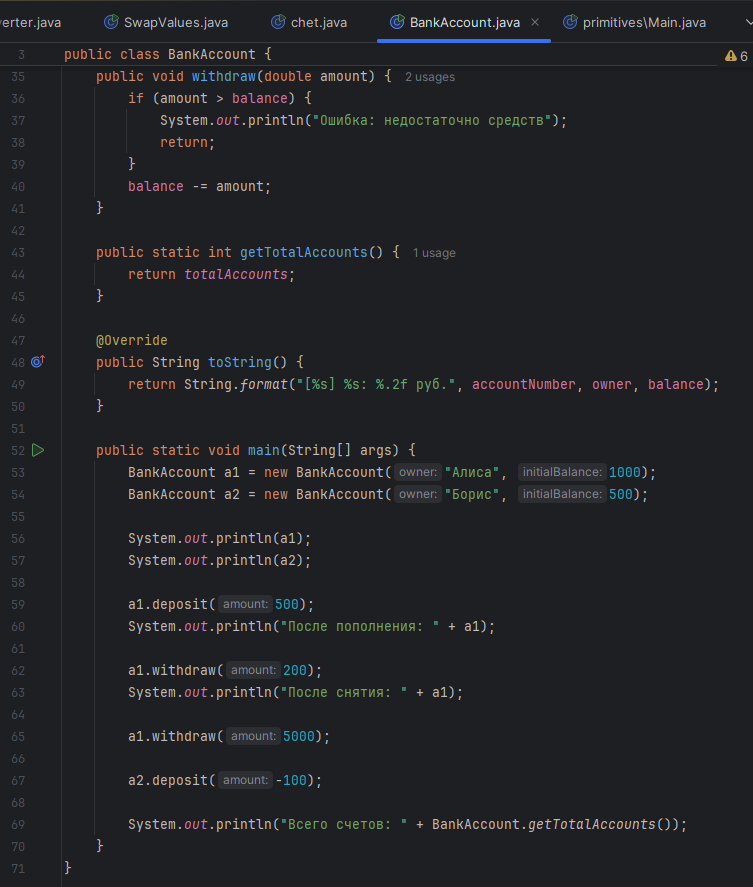 erter.java SwapValues.java chet.java BankAccount.java primitives\Main.java
3 public class BankAccount { 6
35 public void withdraw(double amount) { 2 usages
36 if (amount > balance) {
37 System.out.println("Ошибка: недостаточно средств");
38 return;
39 }
40 balance -= amount;
41 }
42
43 public static int getTotalAccounts() { 1 usage
44 return totalAccounts;
45 }
46
47 @Override
48 public String toString() {
49 return String.format("[%s] %s: %.2f руб.", accountNumber, owner, balance);
50 }
51
52 public static void main(String[] args) {
53 BankAccount a1 = new BankAccount( owner: "Алиса", initialBalance: 1000);
54 BankAccount a2 = new BankAccount( owner: "Борис", initialBalance: 500);
55
56 System.out.println(a1);
57 System.out.println(a2);
58
59 a1.deposit( amount: 500);
60 System.out.println("После пополнения: " + a1);
61
62 a1.withdraw( amount: 200);
63 System.out.println("После снятия: " + a1);
64
65 a1.withdraw( amount: 5000);
66
67 a2.deposit( amount: -100);
68
69 System.out.println("Всего счетов: " + BankAccount.getTotalAccounts());
70 }
71 }